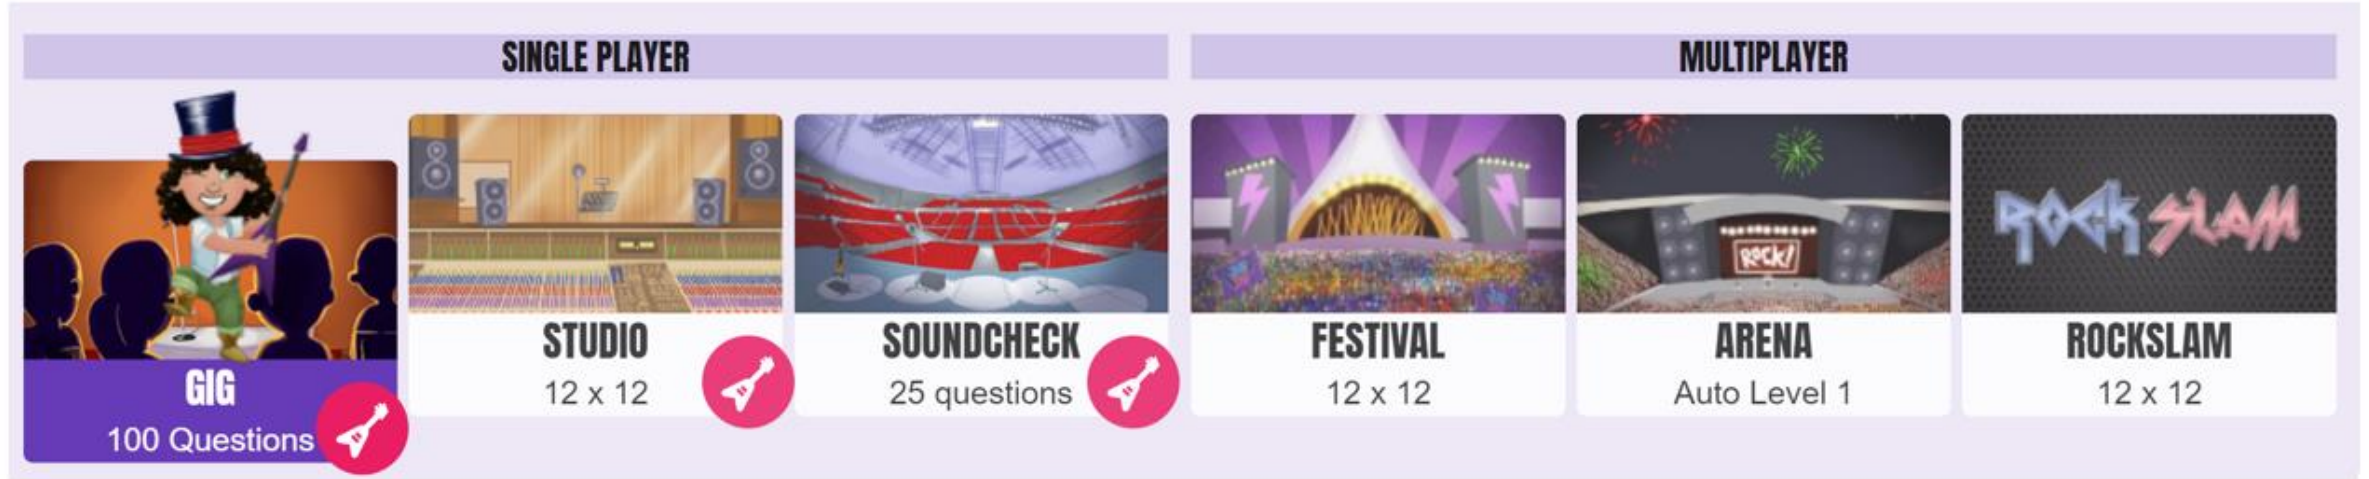 SINGLE PLAYER
MULTIPLAYER
GIG
100 Questions
STUDIO
12 x 12
SOUNDCHECK
25 questions
FESTIVAL
12 x 12
ROCK!
ARENA
Auto Level 1
ROCK SLAM
ROCKSLAM
12 x 12